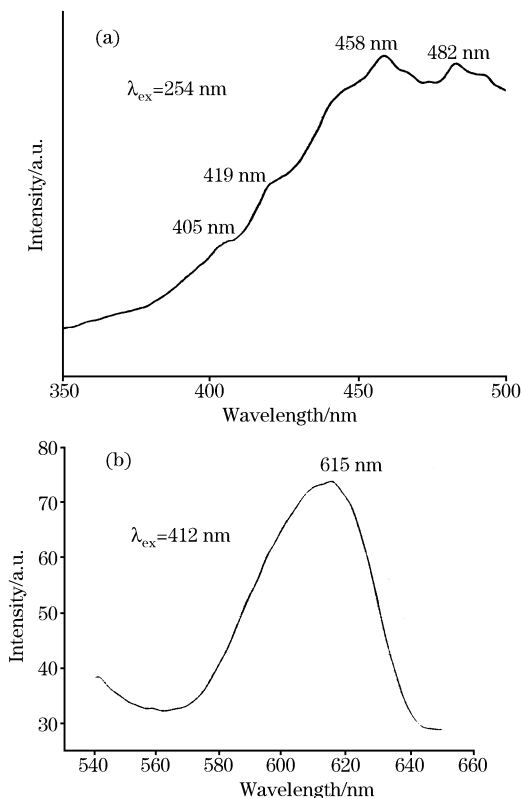 (a)
458 nm
482 nm
λex=254 nm
419 nm
405 nm
Intensity/a.u.
350
400
450
500
Wavelength/nm
(b)
80
615 nm
70
λex=412 nm
60
50
40
30
Intensity/a.u.
540
560
580
600
620
640
660
Wavelength/nm